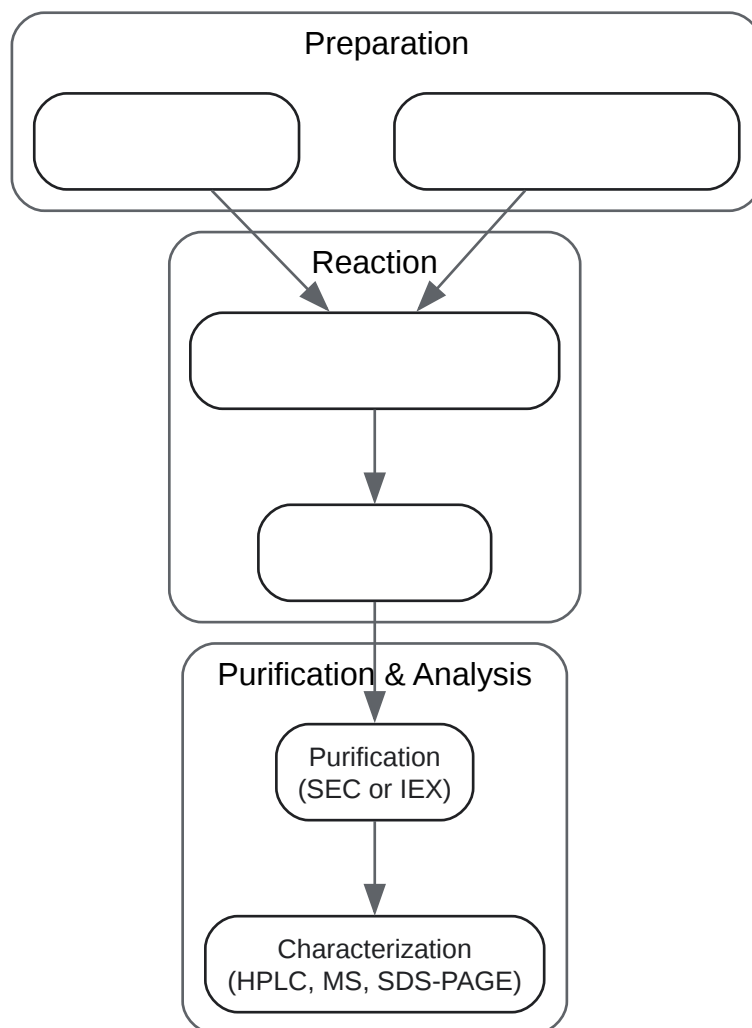 Preparation
Reaction
Purification & Analysis
Purification
(SEC or IEX)
Characterization
(HPLC, MS, SDS-PAGE)